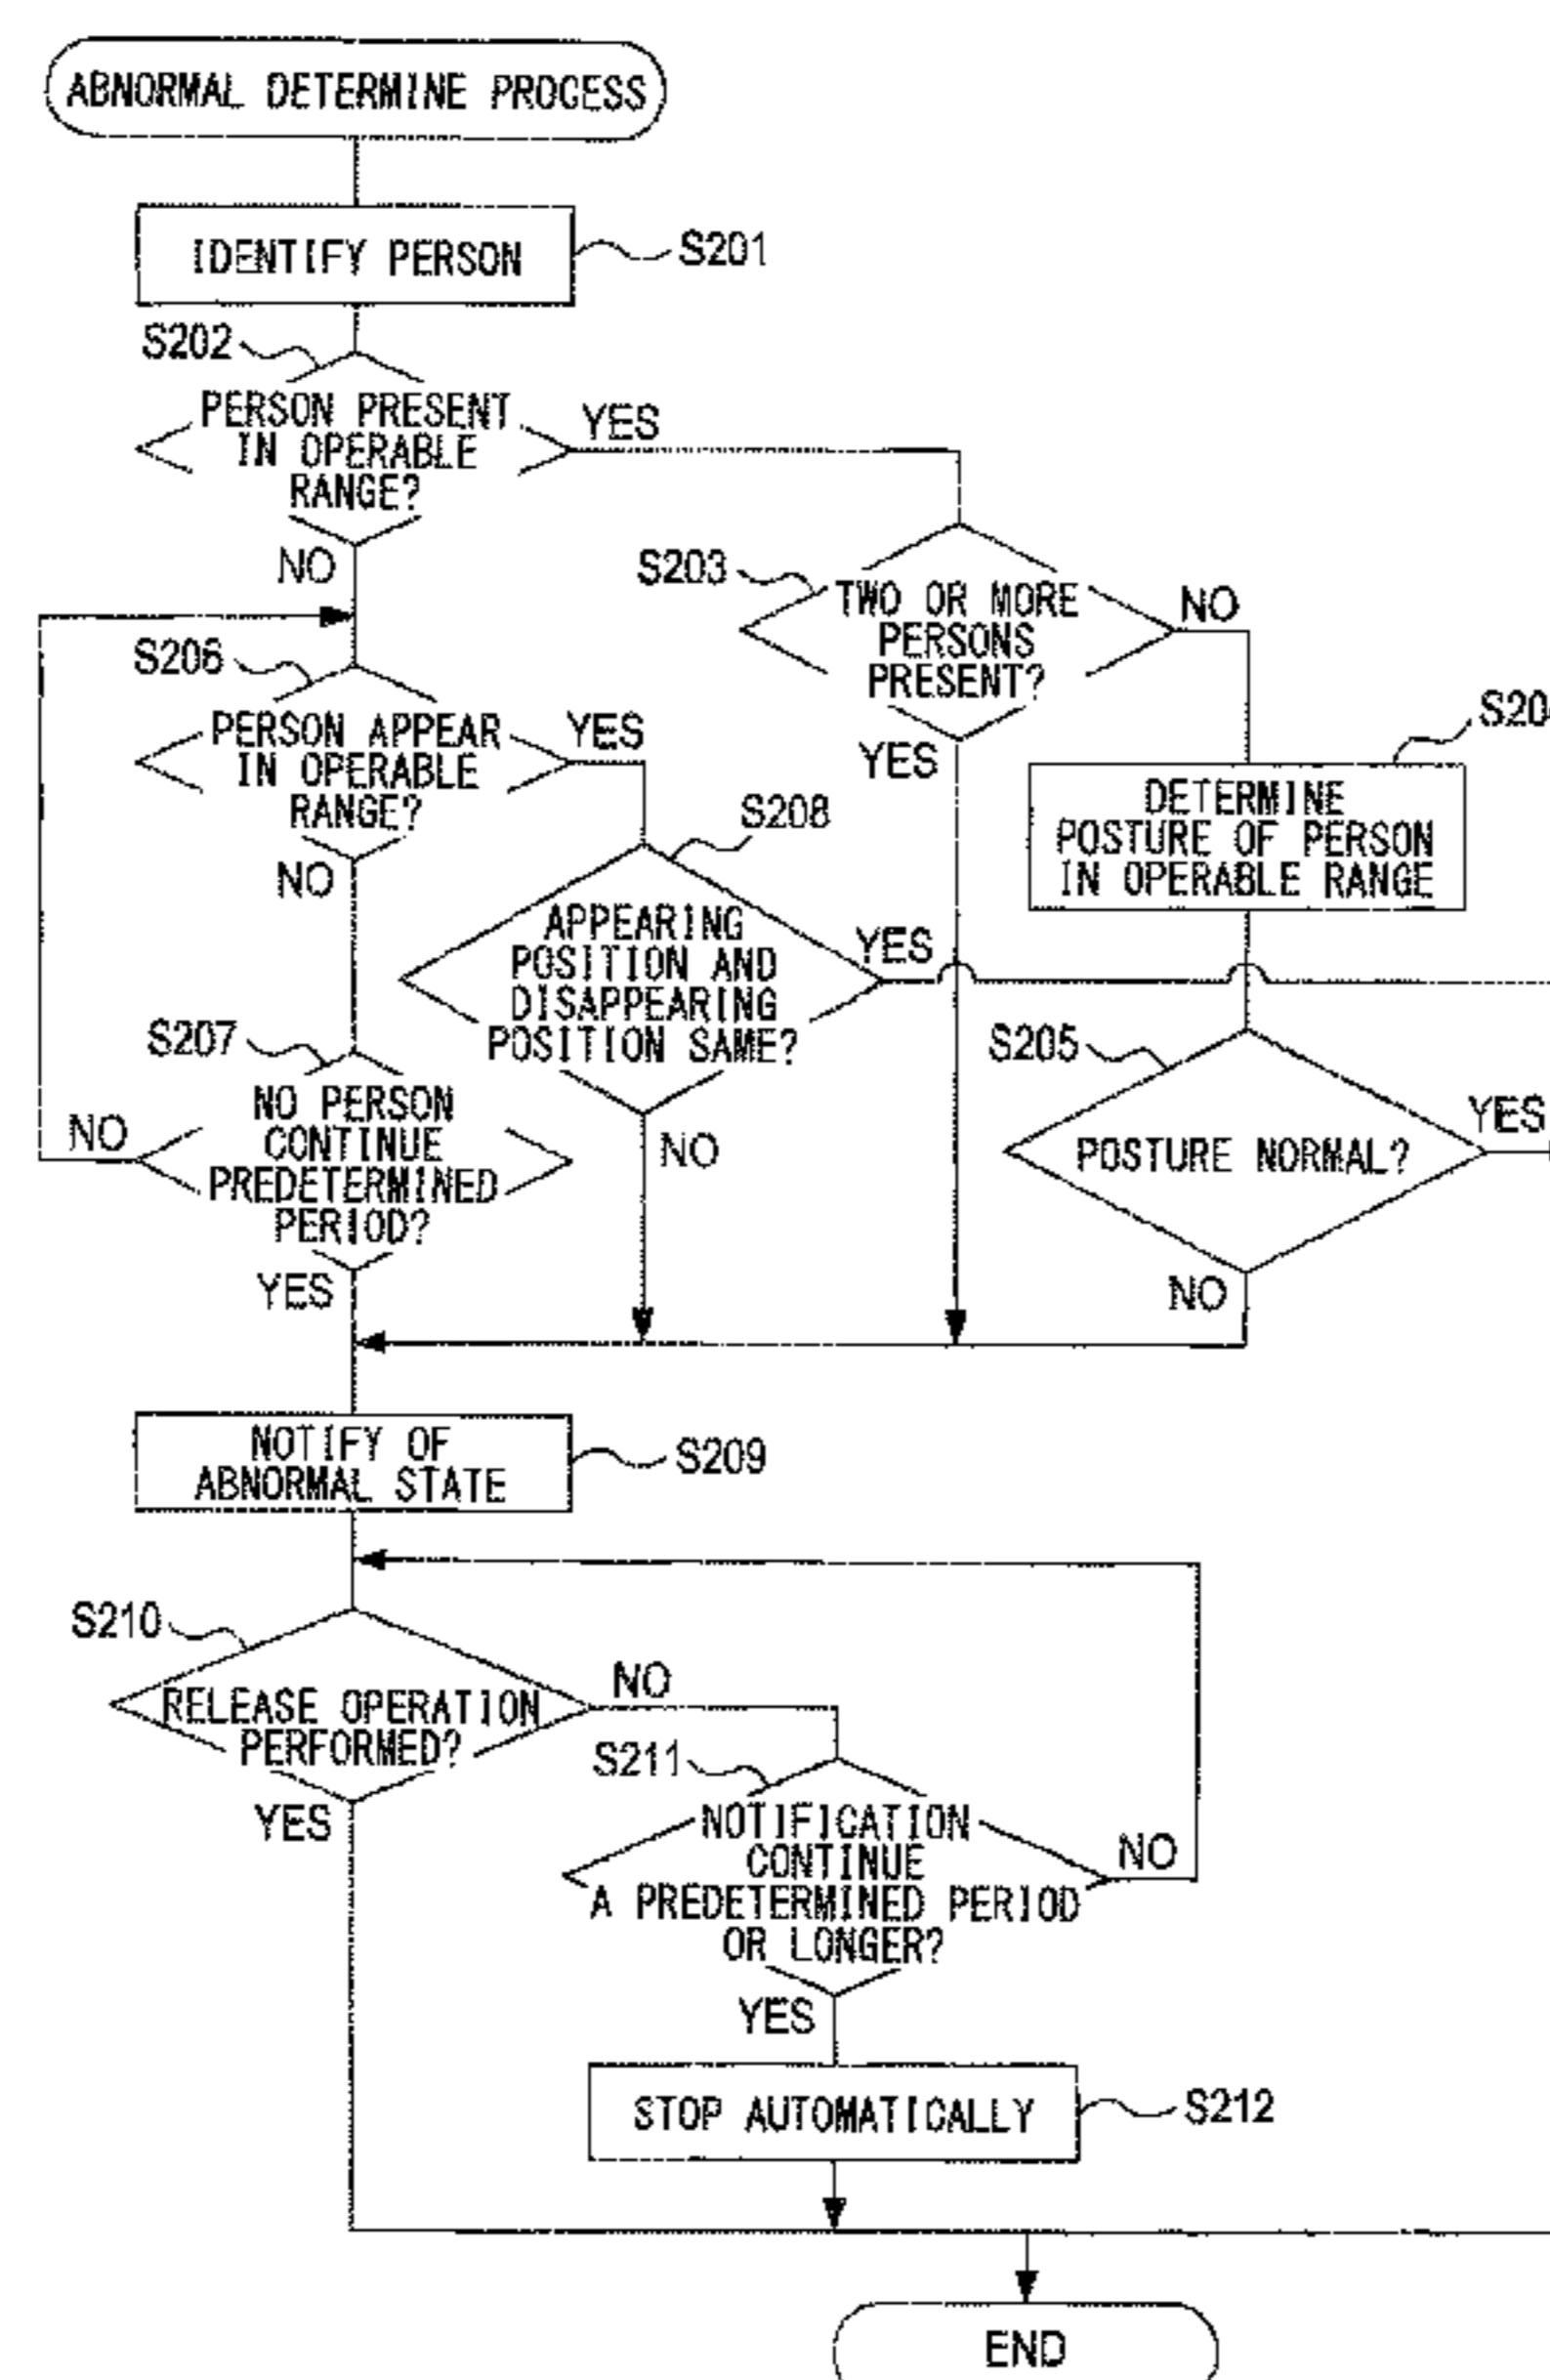 ABNORMAL DETERMINE PROCESS
IDENTIFY PERSON
S201
S202
PERSON PRESENT
IN OPERABLE
RANGE?
YES
NO
S203
TWO OR MORE
PERSONS
PRESENT?
NO
YES
S206
PERSON APPEAR
IN OPERABLE
RANGE?
YES
NO
DETERMINE
POSTURE OF PERSON
IN OPERABLE RANGE
S208
APPEARING
POSITION AND
DISAPPEARING
POSITION SAME?
YES
NO
S205
POSTURE NORMAL?
YES
NO
S207
NO PERSON
CONTINUE
PREDETERMINED
PERIOD?
NO
YES
NOTIFY OF
ABNORMAL STATE
S209
S210
RELEASE OPERATION
PERFORMED?
NO
YES
S211
NOTIFICATION
CONTINUE
A PREDETERMINED PERIOD
OR LONGER?
NO
YES
STOP AUTOMATICALLY
S212
END